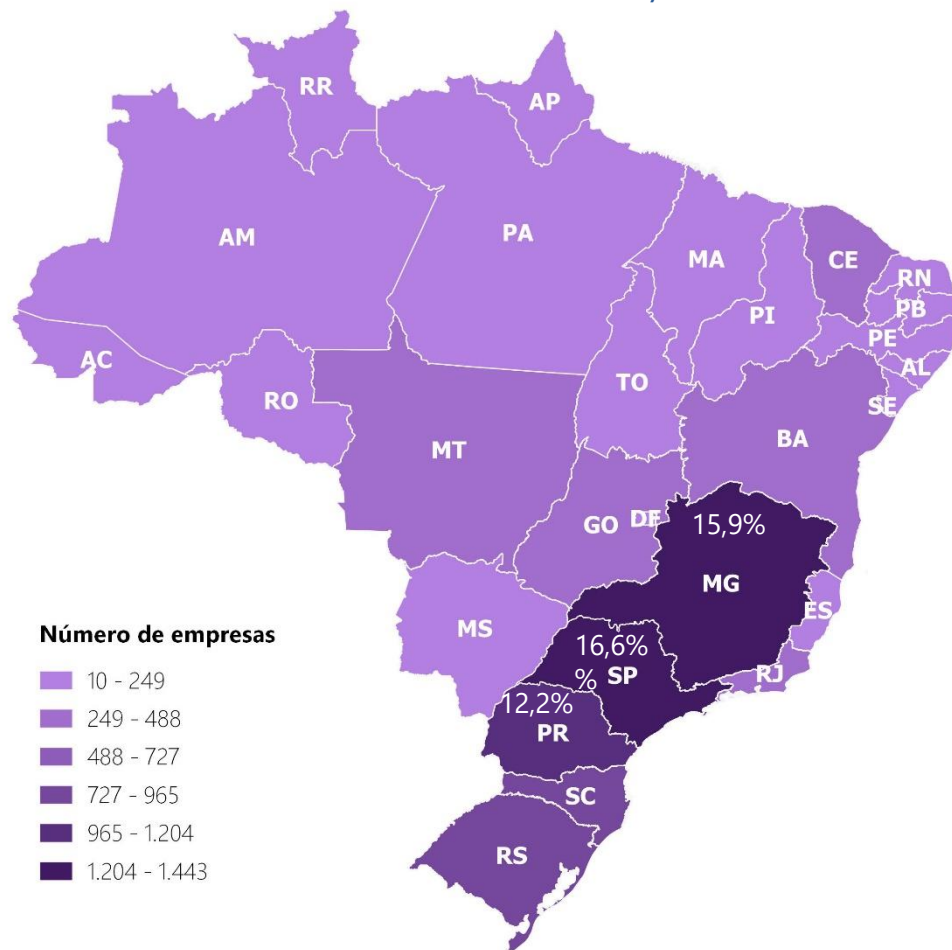 RR
AP
AM
PA
MA
CE
RN
PB
PI
PE
AL
AC
TO
SE
RO
BA
MT
GO
DF
15,9%
MG
ES
MS
16,6%
%
SP
RJ
12,2%
PR
SC
RS
Número de empresas
10 - 249
249 - 488
488 - 727
727 - 965
965 - 1.204
1.204 - 1.443